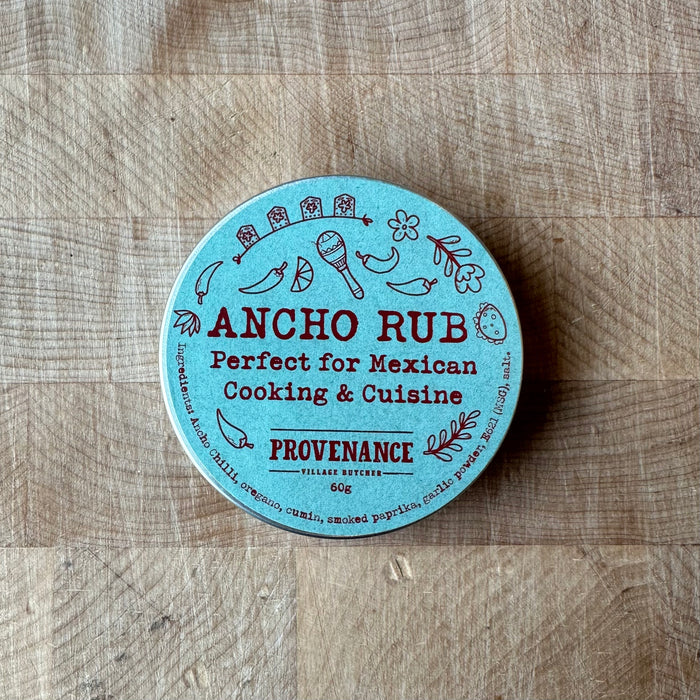 ANCHO RUB
Perfect for Mexican
Cooking & Cuisine
PROVENANCE
VILLAGE BUTCHER
60g
Ingredients: Ancho Chilli, oregano, cumin, smoked paprika, garlic powder, E621 (MSG), salt.